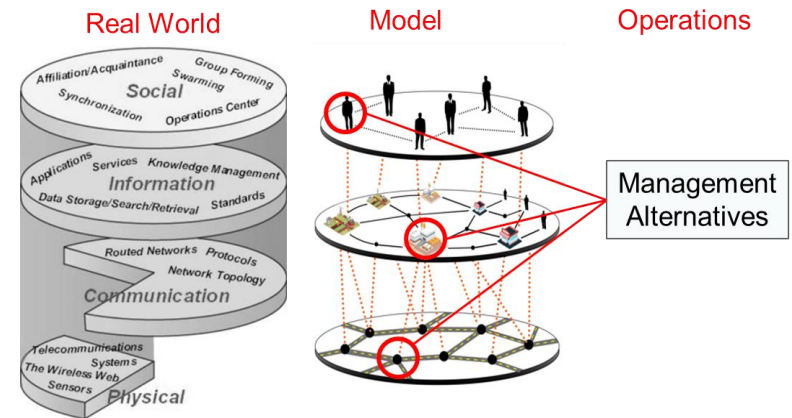 Real World
Model
Operations
Affiliation/Acquaintance
Group Forming
Swarming
Social
Synchronization
Operations Center
Applications
Services
Knowledge Management
Information
Data Storage/Search/Retrieval
Standards
Routed Networks
Protocols
Network Topology
Communication
Telecommunications
Systems
The Wireless Web
Sensors
Physical
Management
Alternatives